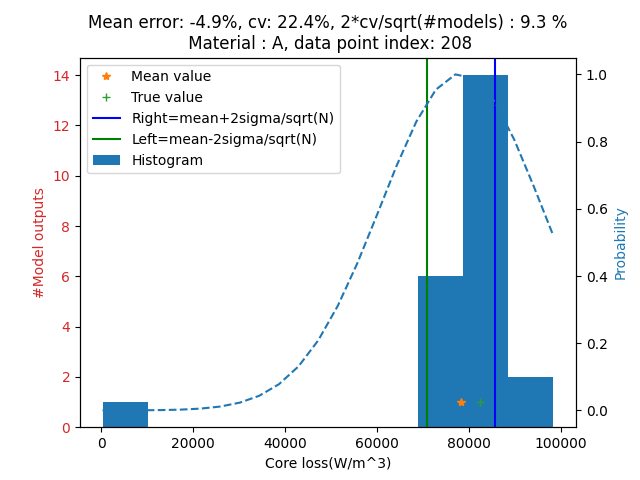 Mean error: -4.9%, cv: 22.4%, 2*cv/sqrt(#models) : 9.3 %
Material : A, data point index: 208
Mean value
True value
Right=mean+2sigma/sqrt(N)
Left=mean-2sigma/sqrt(N)
Histogram
#Model outputs
14
12
10
8
6
4
2
0
1.0
0.8
0.6
0.4
0.2
0.0
Probability
0 20000 40000 60000 80000 100000
Core loss(W/m^3)